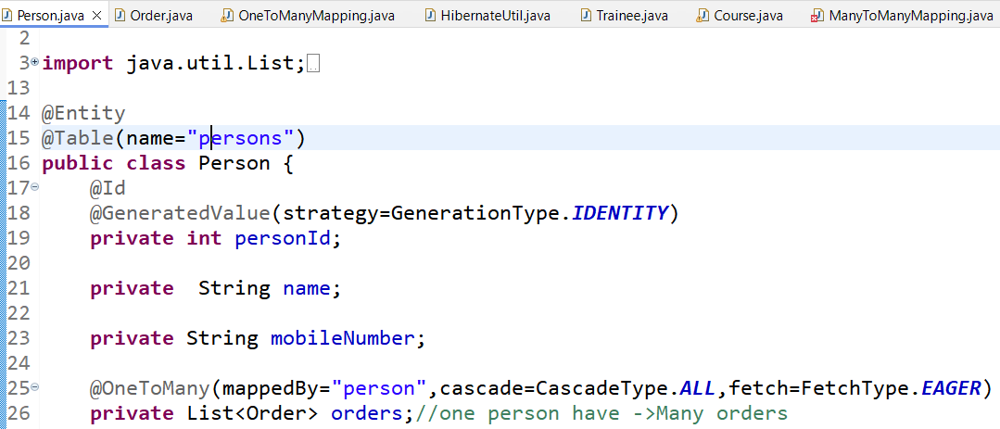 Person.java Order.java OneToManyMapping.java HibernateUtil.java Trainee.java Course.java ManyToManyMapping.java
2
3 import java.util.List;
13
14 @Entity
15 @Table(name="persons")
16 public class Person {
17 @Id
18 @GeneratedValue(strategy=GenerationType.IDENTITY)
19 private int personId;
20
21 private  String name;
22
23 private String mobileNumber;
24
25 @OneToMany(mappedBy="person",cascade=CascadeType.ALL,fetch=FetchType.EAGER)
26 private List<Order> orders;//one person have ->Many orders